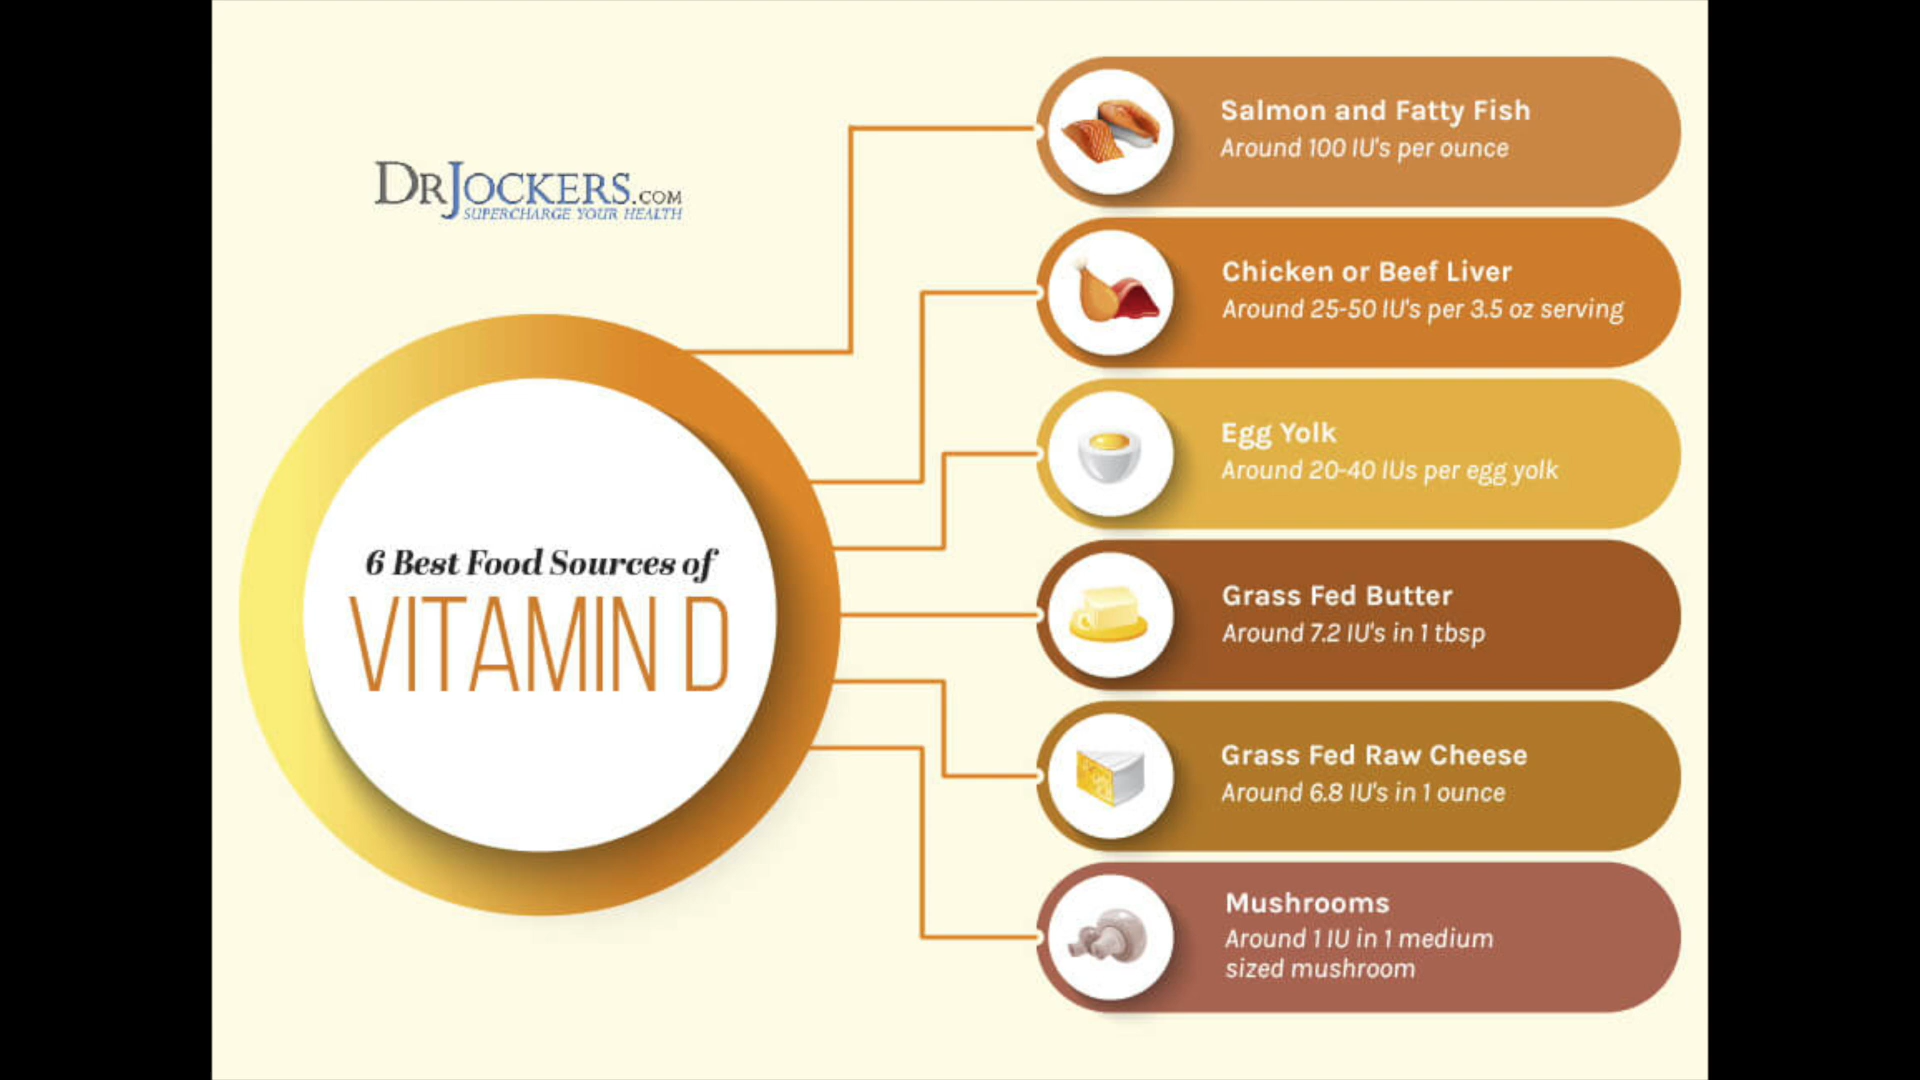 DRJOCKERS.COM
SUPERCHARGE YOUR HEALTH
6 Best Food Sources of
VITAMIN D
Salmon and Fatty Fish
Around 100 IU's per ounce
Chicken or Beef Liver
Around 25-50 IU's per 3.5 oz serving
Egg Yolk
Around 20-40 IUs per egg yolk
Grass Fed Butter
Around 7.2 IU's in 1 tbsp
Grass Fed Raw Cheese
Around 6.8 IU's in 1 ounce
Mushrooms
Around 1 IU in 1 medium
sized mushroom